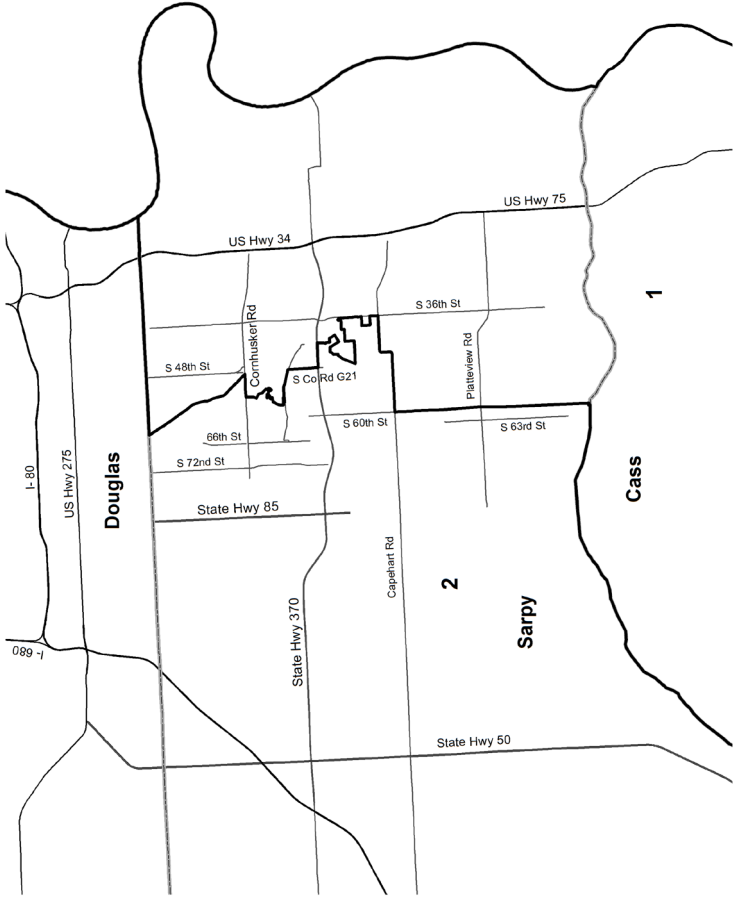 US Hwy 75
US Hwy 34
1
S 36th St
Cornhusker Rd
Platteview Rd
S 48th St
S Co Rd G21
S 60th St
S 63rd St
66th St
S 72nd St
I- 80
US Hwy 275
Douglas
Cass
State Hwy 85
Capehart Rd
2
Sarpy
State Hwy 370
I- 680
State Hwy 50